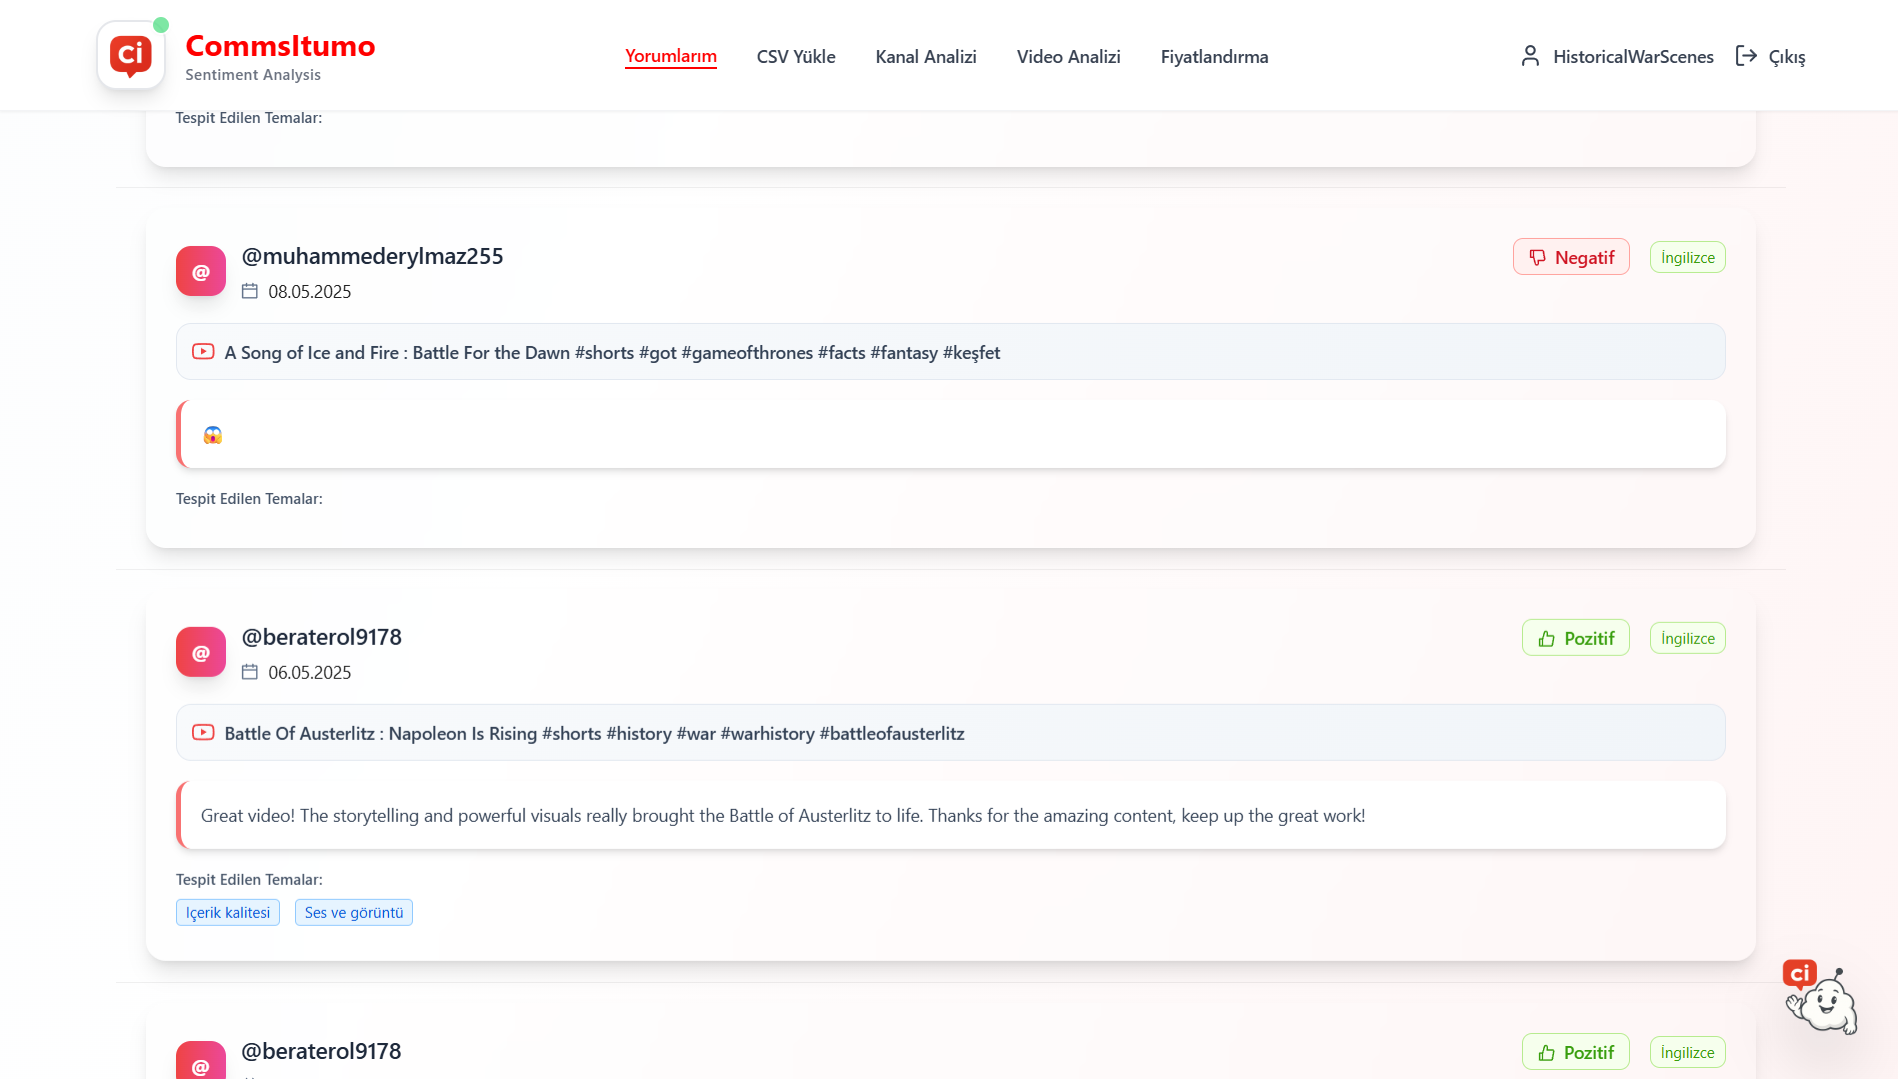 ci
CommsItumo
Sentiment Analysis
Yorumlarım
CSV Yükle
Kanal Analizi
Video Analizi
Fiyatlandırma
HistoricalWarScenes
Çıkış
Tespit Edilen Temalar:
@
@muhammederylmaz255
08.05.2025
Negatif
İngilizce
A Song of Ice and Fire : Battle For the Dawn #shorts #got #gameofthrones #facts #fantasy #keşfet
😱
Tespit Edilen Temalar:
@
@beraterol9178
06.05.2025
Pozitif
İngilizce
Battle Of Austerlitz : Napoleon Is Rising #shorts #history #war #warhistory #battleofausterlitz
Great video! The storytelling and powerful visuals really brought the Battle of Austerlitz to life. Thanks for the amazing content, keep up the great work!
Tespit Edilen Temalar:
Içerik kalitesi
Ses ve görüntü
ci
@
@beraterol9178
Pozitif
İngilizce